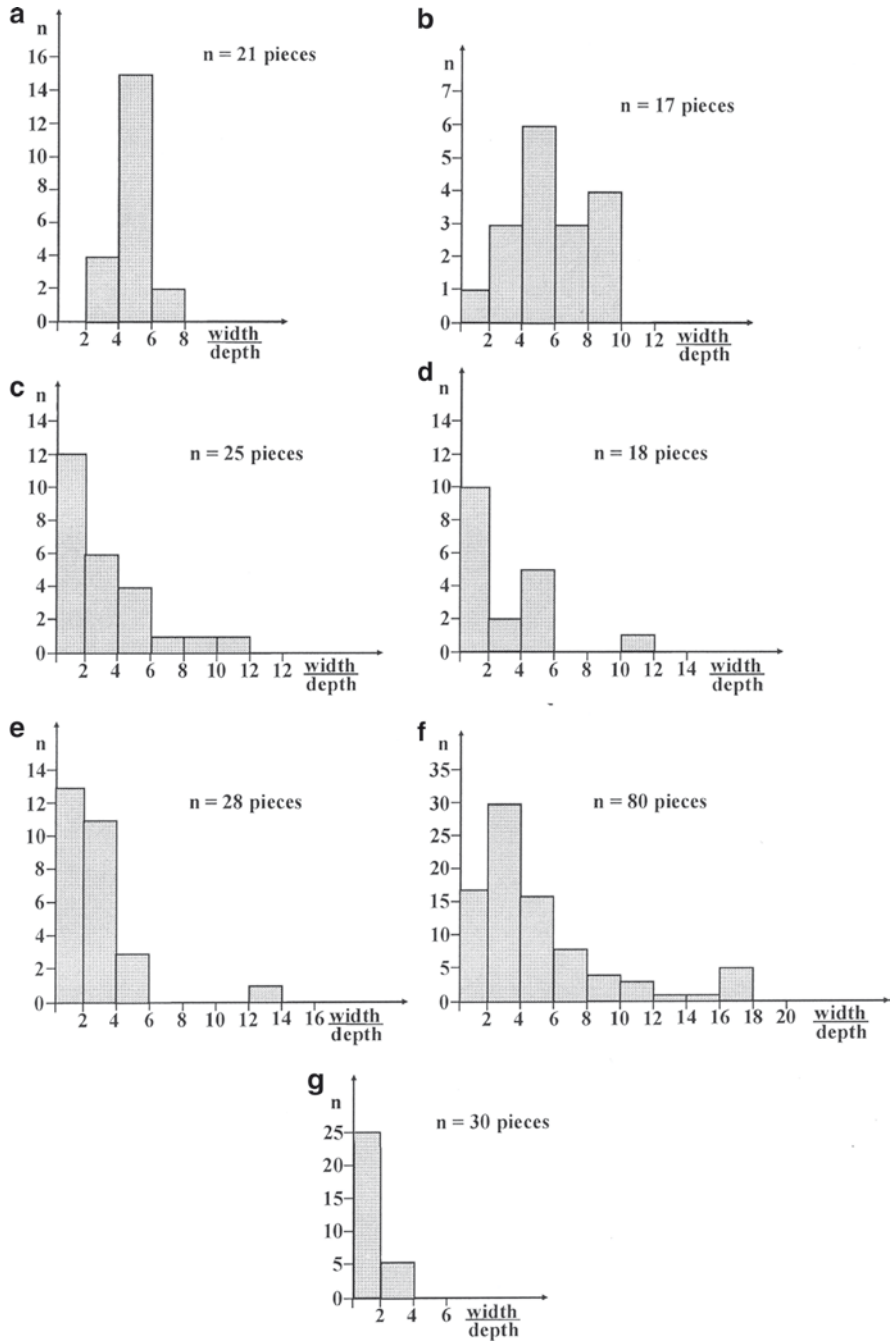 a
n
n = 21 pieces
16
14
12
10
8
6
4
2
0
2 4 6 8 width
depth
b
n
n = 17 pieces
7
6
5
4
3
2
1
0
2 4 6 8 10 12 width
depth
c
n
14
n = 25 pieces
12
10
8
6
4
2
0
2 4 6 8 10 12 12 width
depth
d
n
14
n = 18 pieces
12
10
8
6
4
2
0
2 4 6 8 10 12 14 width
depth
e
n
14
n = 28 pieces
12
10
8
6
4
2
0
2 4 6 8 10 12 14 16 width
depth
f
n
35
n = 80 pieces
30
25
20
15
10
5
0
2 4 6 8 10 12 14 16 18 20 width
depth
g
n
n = 30 pieces
25
20
15
10
5
0
2 4 6 width
depth